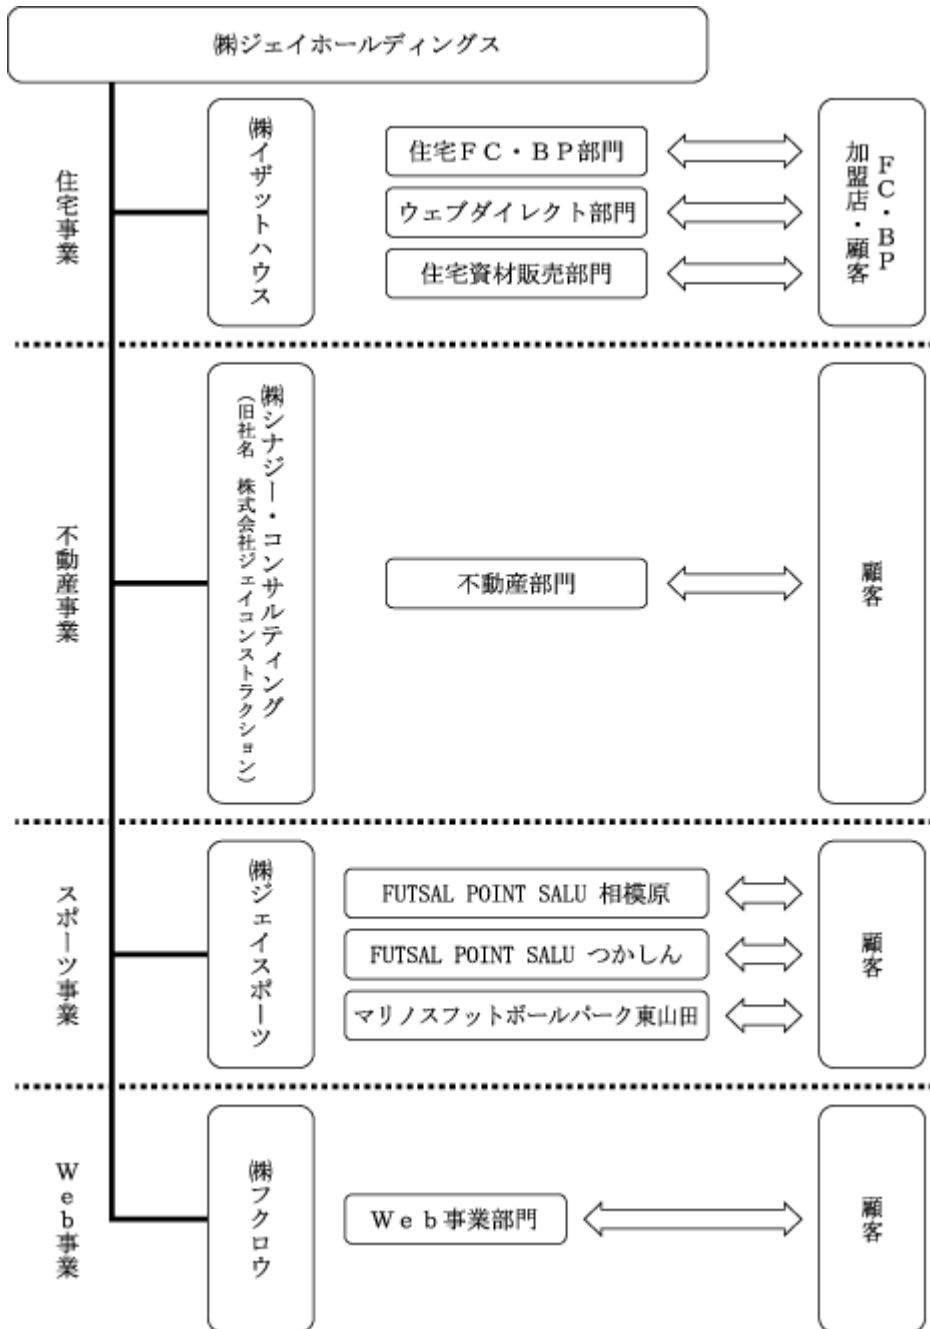 ㈱ジェイホールディングス
住宅事業
㈱イザットハウス
住宅ＦＣ・ＢＰ部門
ウェブダイレクト部門
住宅資材販売部門
ＦＣ・ＢＰ
加盟店・顧客
不動産事業
㈱シナジー・コンサルティング
（旧社名　株式会社ジェイコンストラクション）
不動産部門
顧客
スポーツ事業
㈱ジェイスポーツ
FUTSAL POINT SALU 相模原
FUTSAL POINT SALU つかしん
マリノスフットボールパーク東山田
顧客
Ｗｅｂ事業
㈱フクロウ
Ｗｅｂ事業部門
顧客